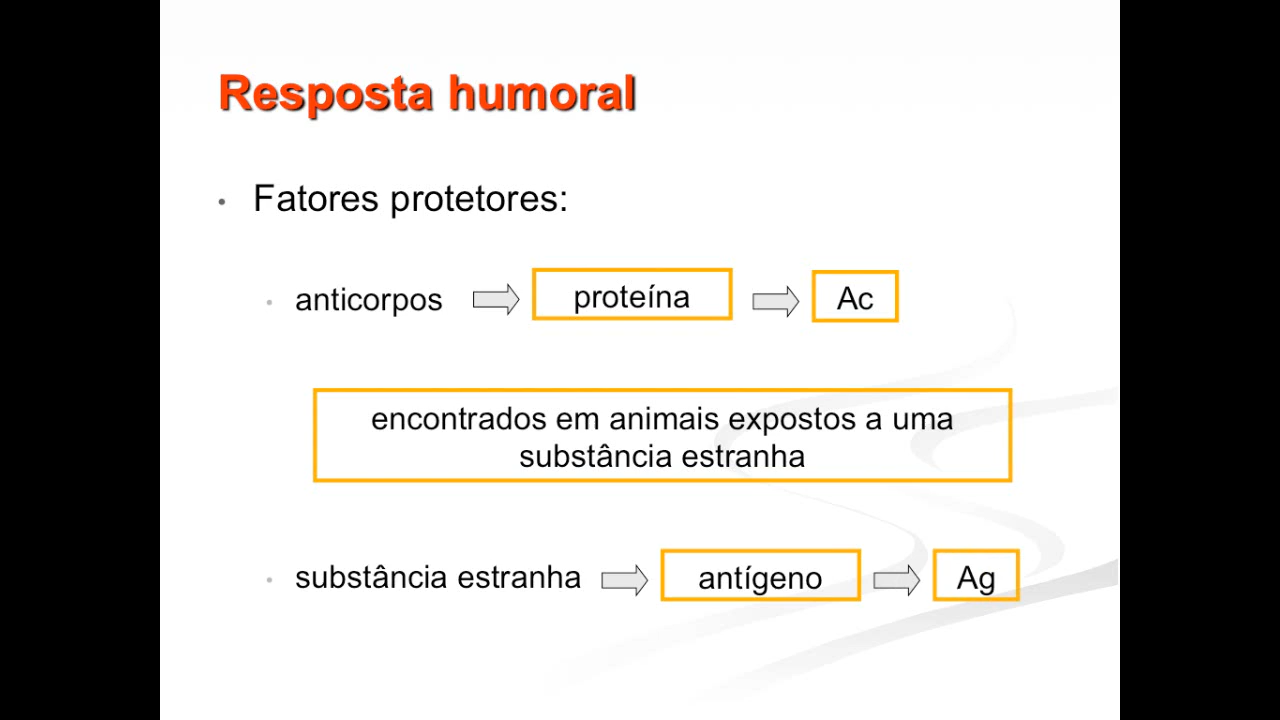 Resposta humoral
• Fatores protetores:
• anticorpos proteína Ac
encontrados em animais expostos a uma
substância estranha
• substância estranha antígeno Ag